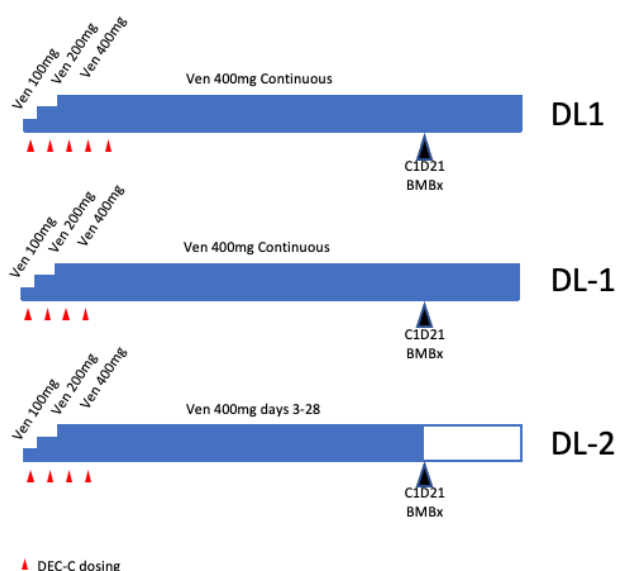 Ven 100mg
Ven 200mg
Ven 400mg
Ven 400mg Continuous
DL1
C1D21
BMBx
Ven 100mg
Ven 200mg
Ven 400mg
Ven 400mg Continuous
DL-1
C1D21
BMBx
Ven 100mg
Ven 200mg
Ven 400mg
Ven 400mg days 3-28
DL-2
C1D21
BMBx
DEC-C dosing